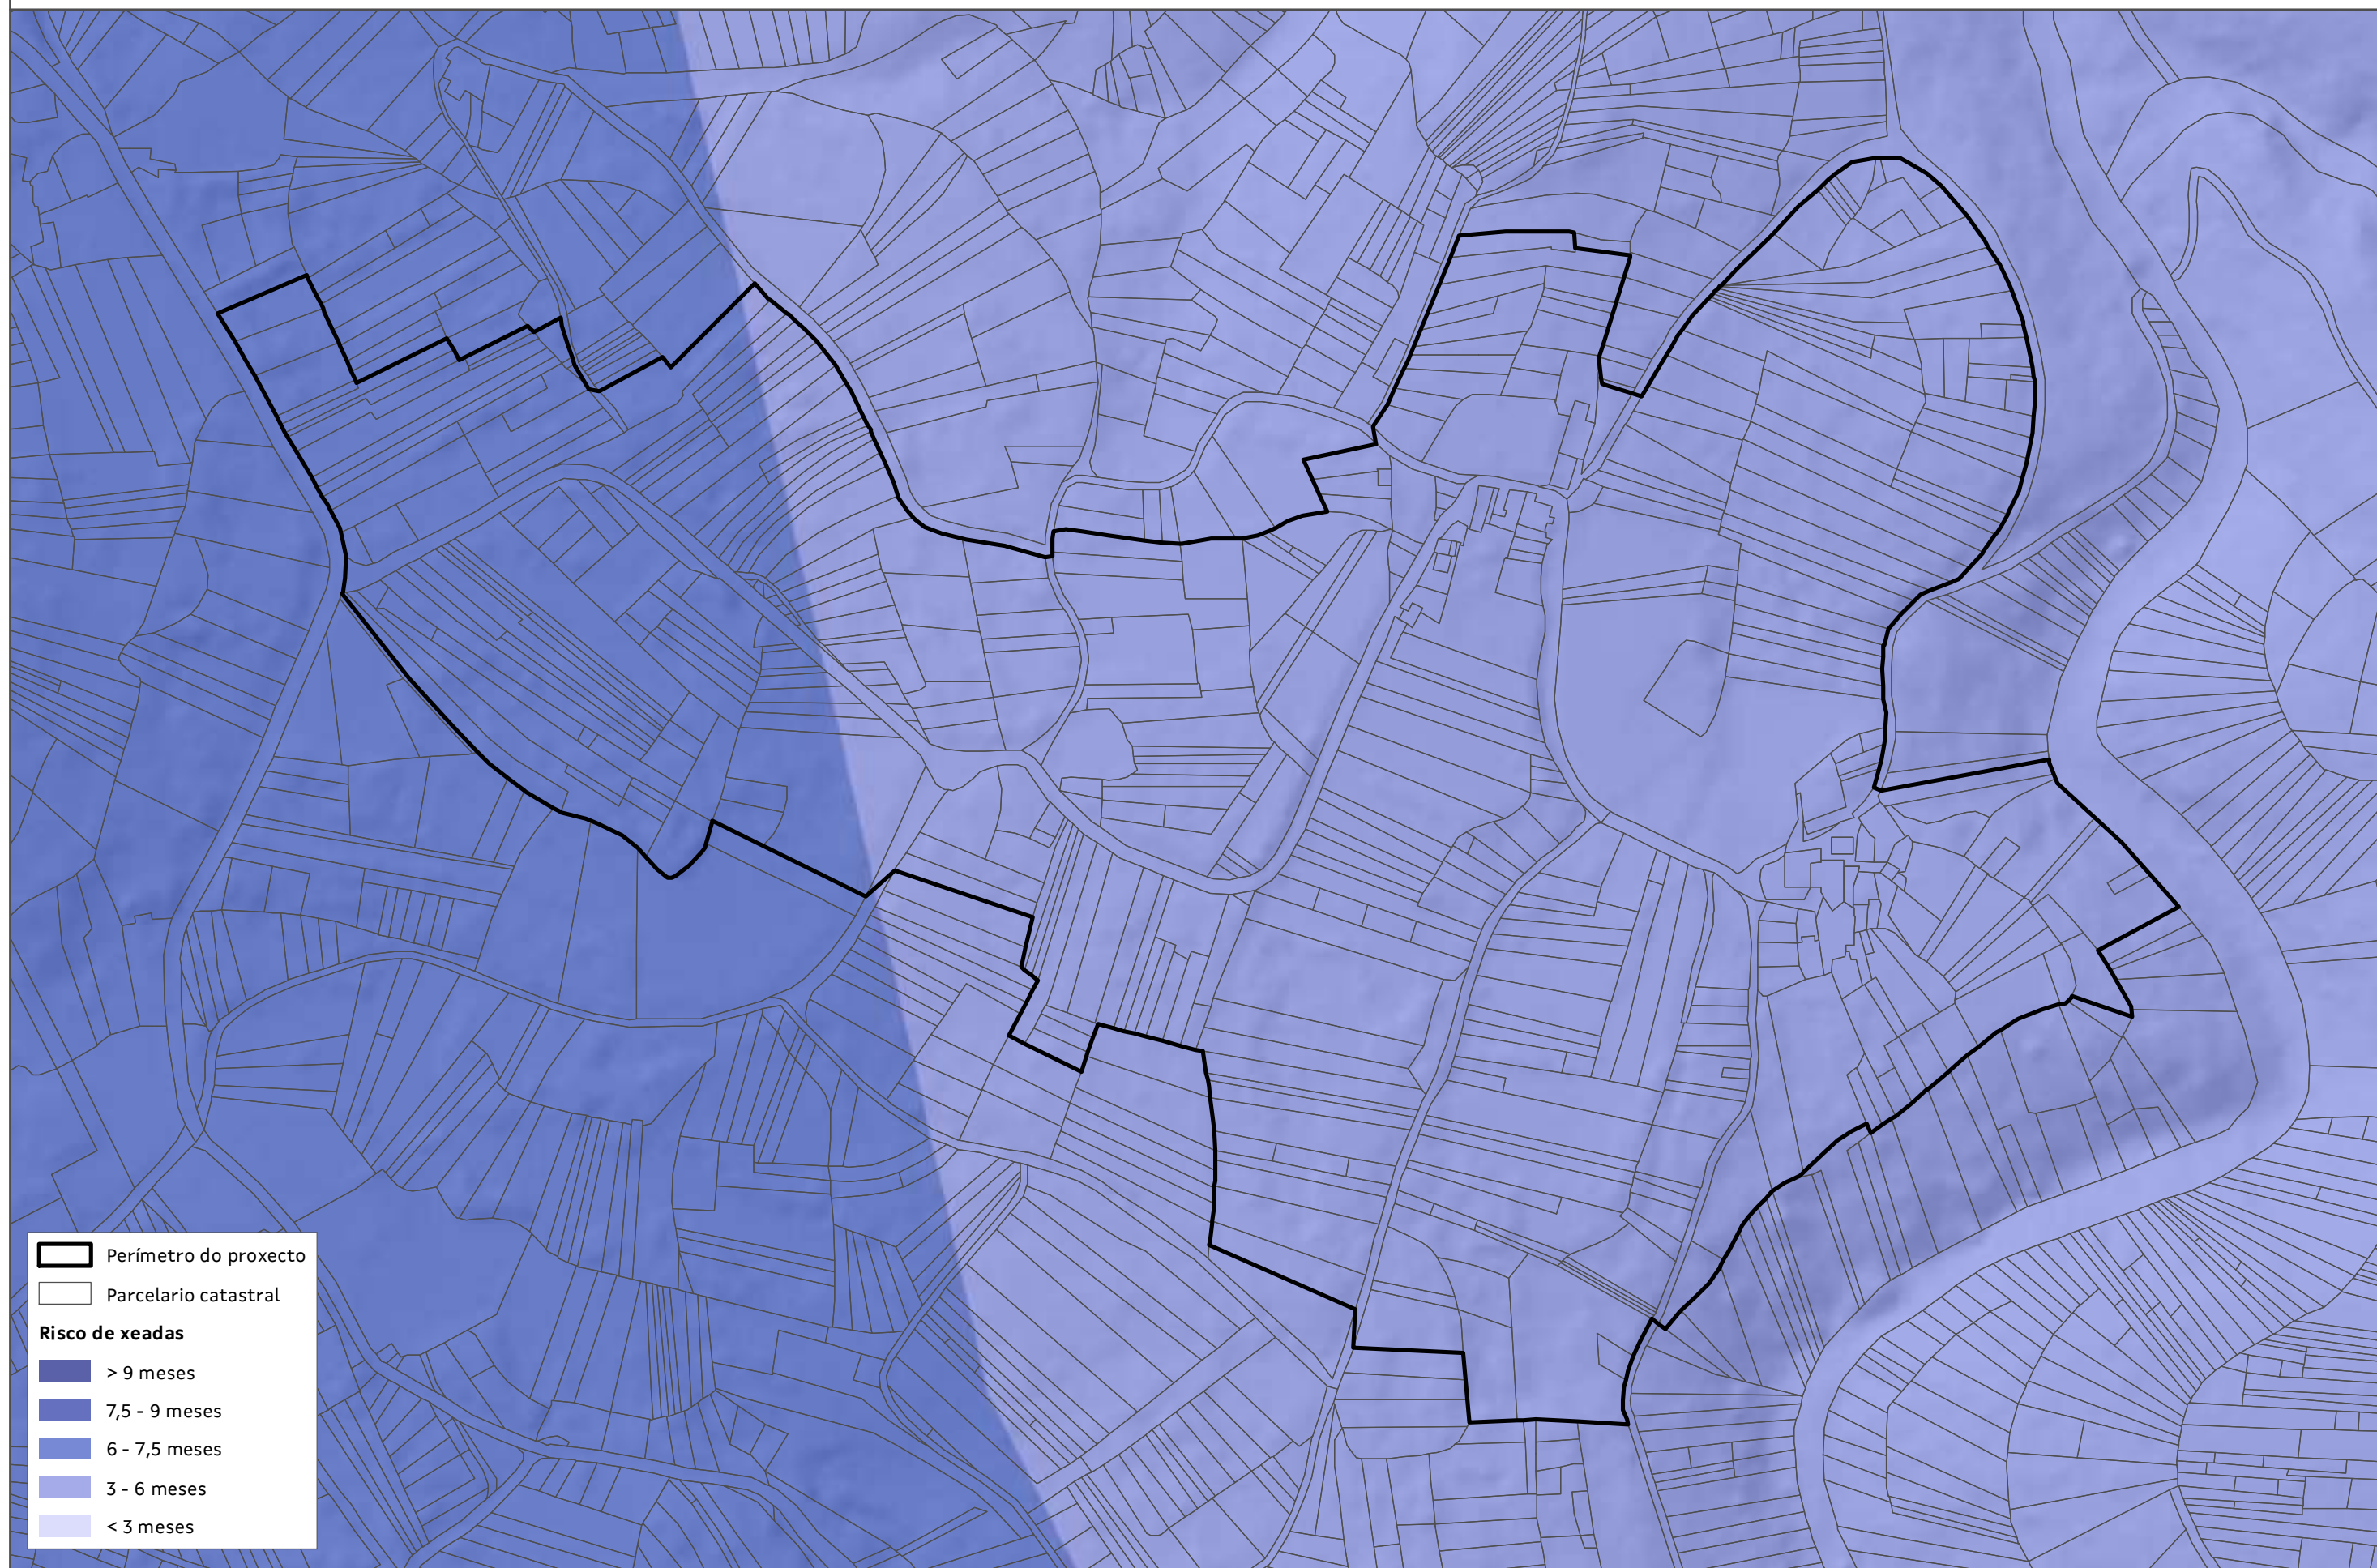 Perímetro do proxecto
Parcelario catastral
Risco de xeadas
> 9 meses
7,5 - 9 meses
6 - 7,5 meses
3 - 6 meses
< 3 meses